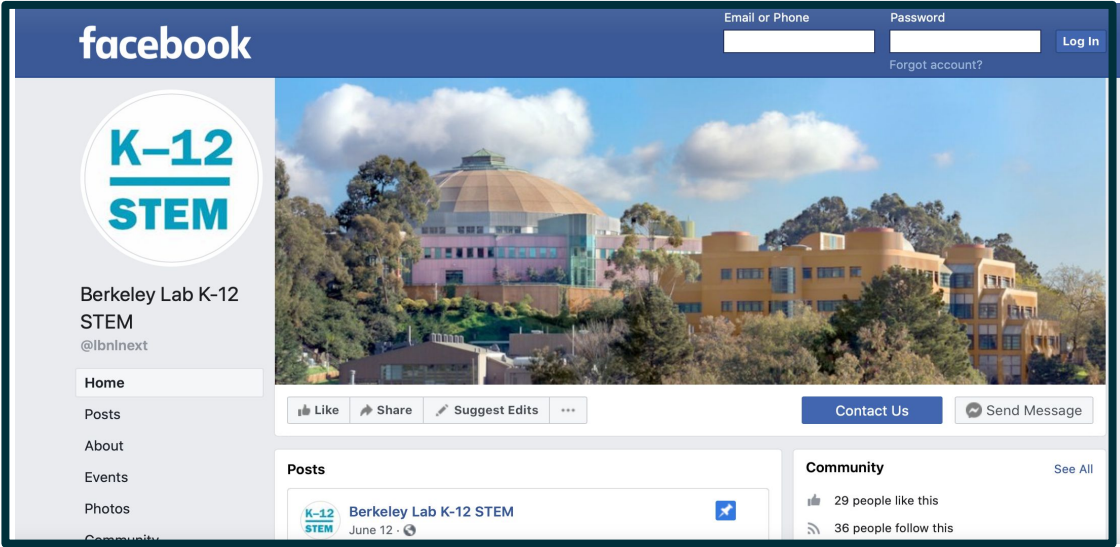 facebook
Email or Phone
Password
Log In
Forgot account?
K-12
STEM
Berkeley Lab K-12
STEM
@lbnlnext
Home
Posts
About
Events
Photos
Community
Like
Share
Suggest Edits
...
Contact Us
Send Message
Posts
K-12
STEM
Berkeley Lab K-12 STEM
June 12 ·
Community
See All
29 people like this
36 people follow this